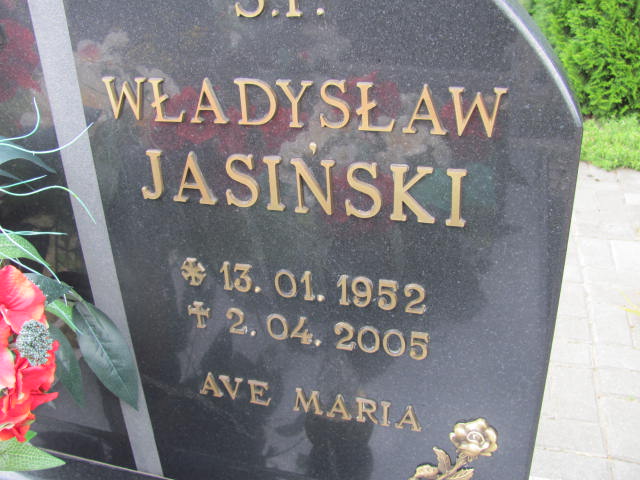 Ś.P.
WŁADYSŁAW
JASIŃSKI
* 13.01.1952
✝ 2.04.2005
AVE MARIA